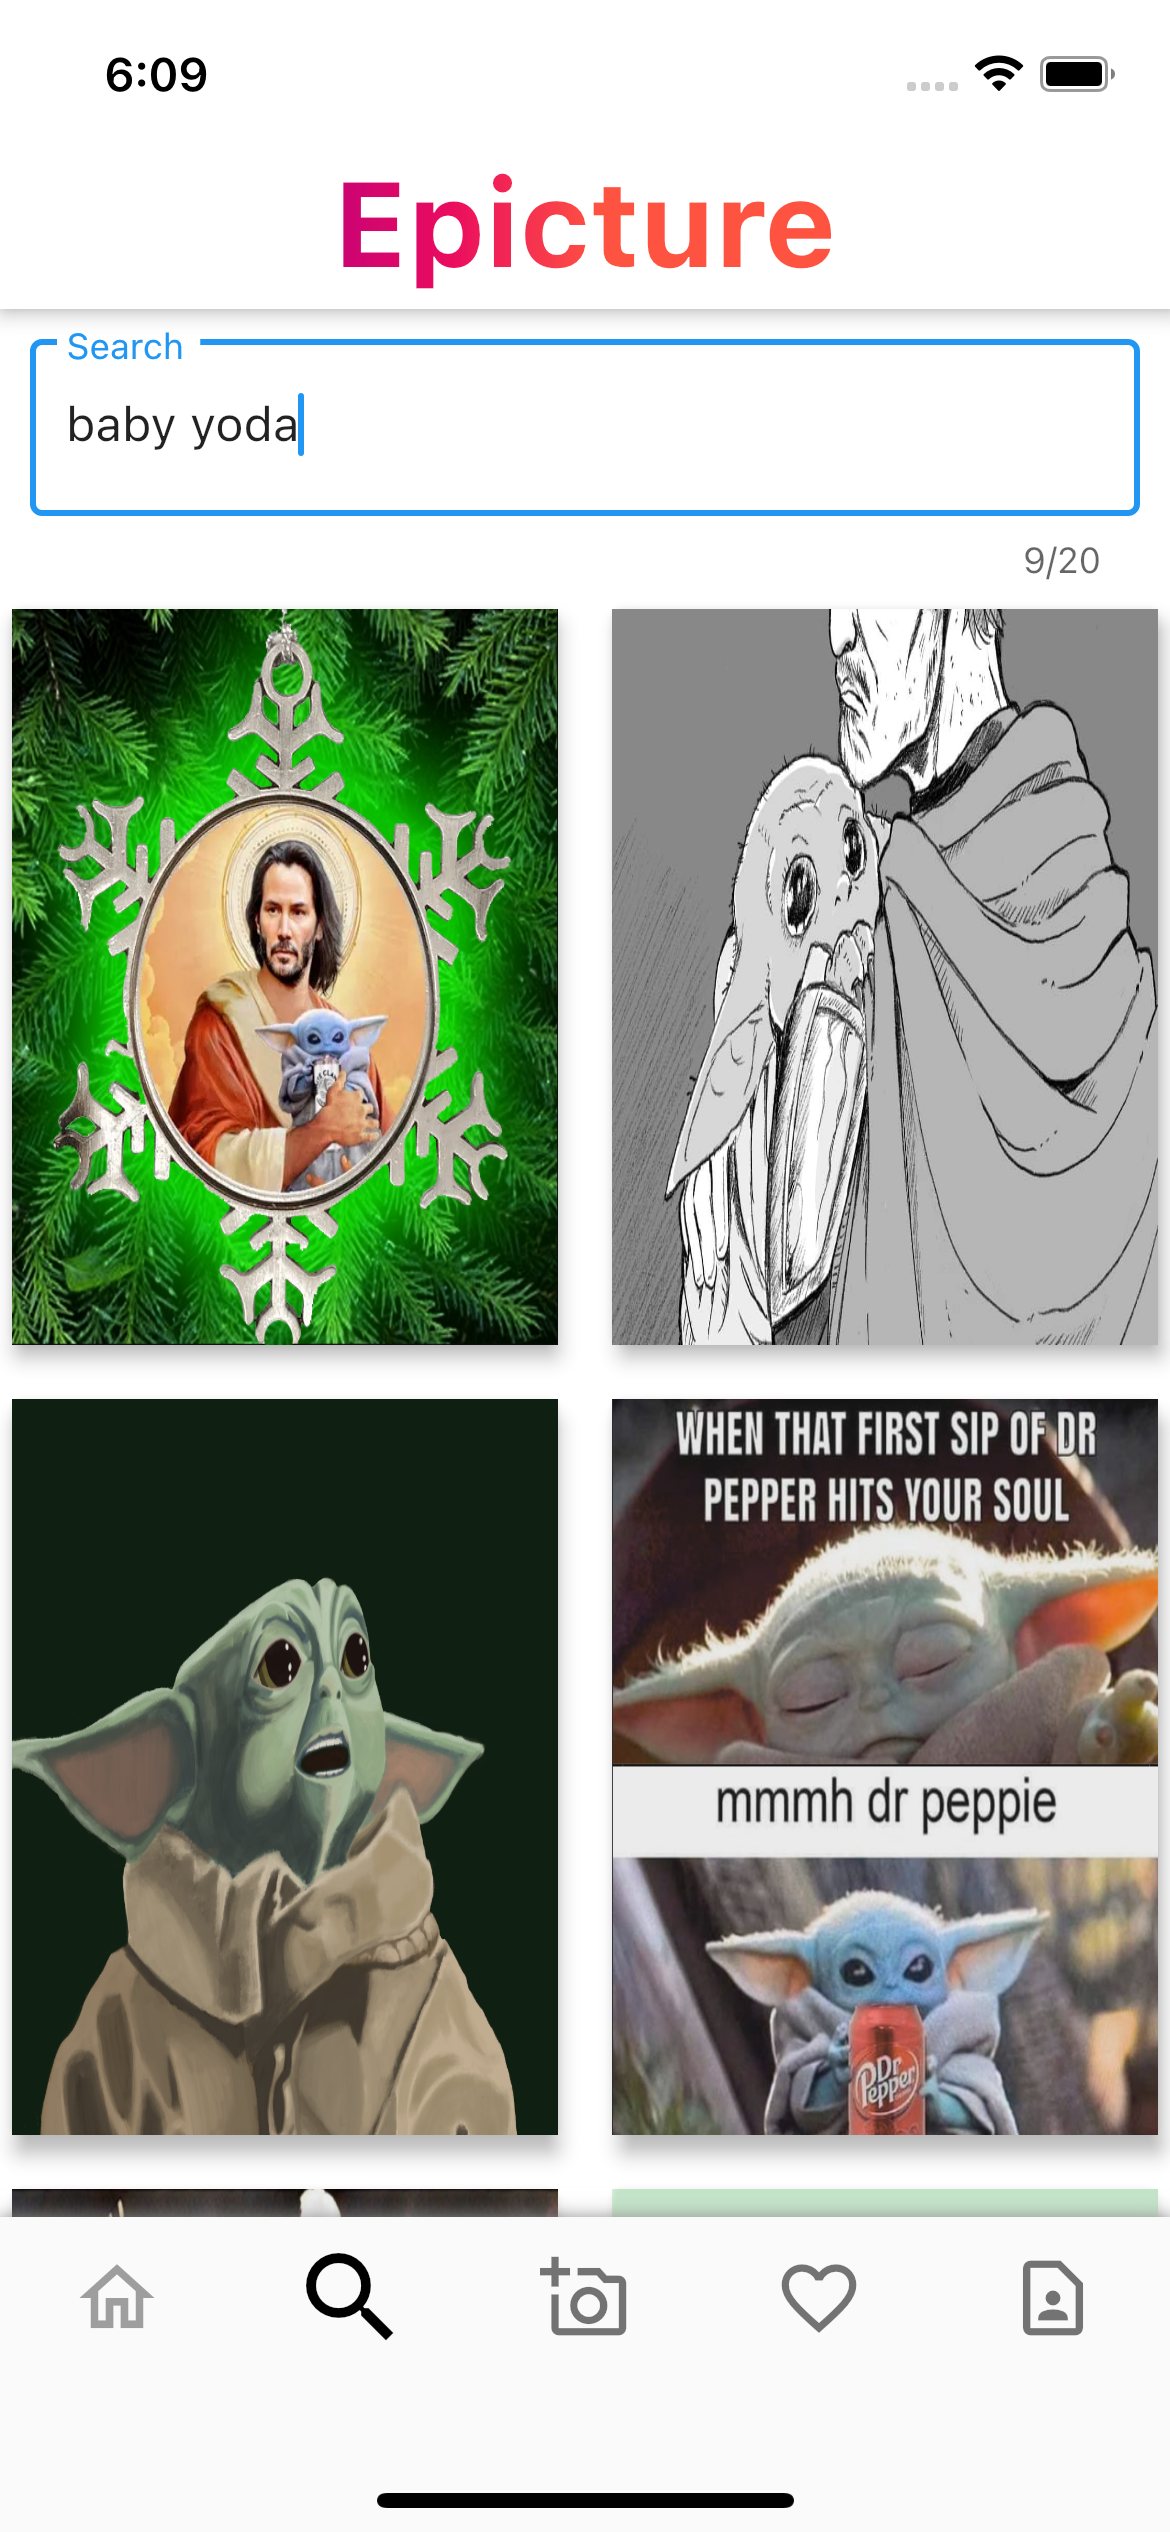 6:09
Epicture
Search
baby yoda
9/20
WHEN THAT FIRST SIP OF DR
PEPPER HITS YOUR SOUL
mmmh dr peppie
Dr
Pepper